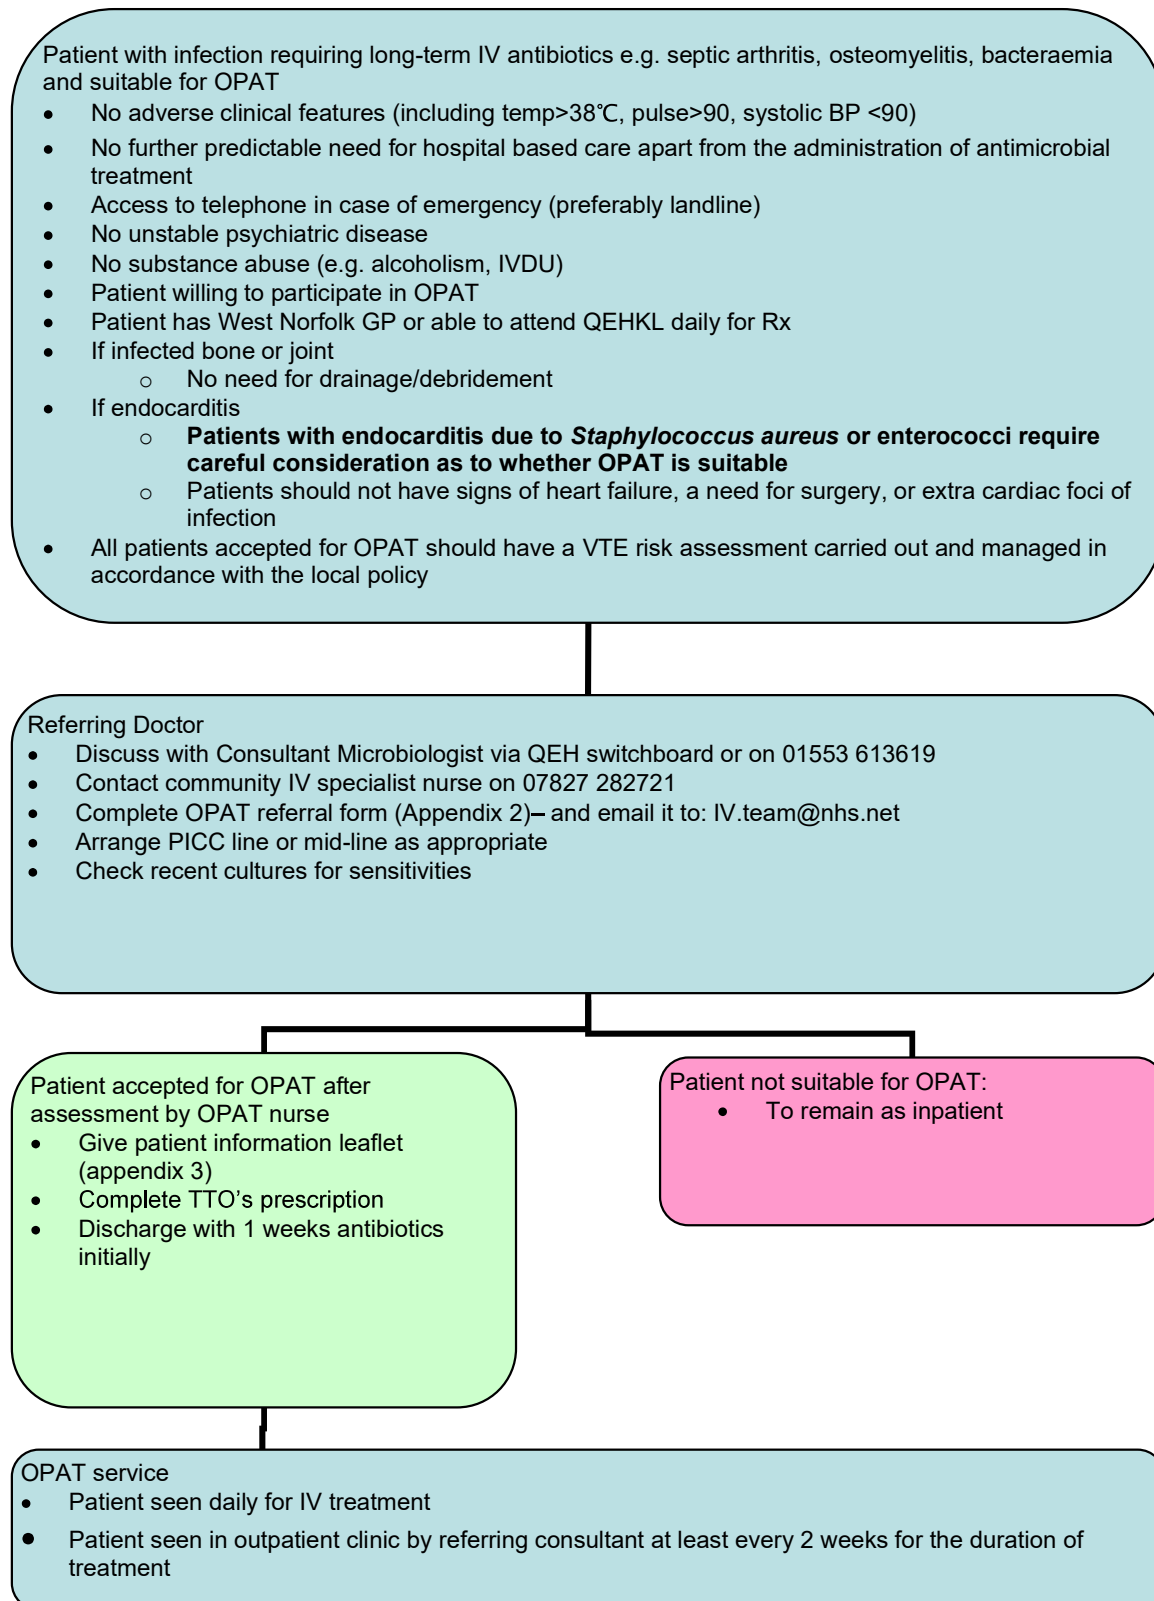 Patient with infection requiring long-term IV antibiotics e.g. septic arthritis, osteomyelitis, bacteraemia
and suitable for OPAT
• No adverse clinical features (including temp>38℃, pulse>90, systolic BP <90)
• No further predictable need for hospital based care apart from the administration of antimicrobial
treatment
• Access to telephone in case of emergency (preferably landline)
• No unstable psychiatric disease
• No substance abuse (e.g. alcoholism, IVDU)
• Patient willing to participate in OPAT
• Patient has West Norfolk GP or able to attend QEHKL daily for Rx
• If infected bone or joint
o No need for drainage/debridement
• If endocarditis
o Patients with endocarditis due to Staphylococcus aureus or enterococci require
careful consideration as to whether OPAT is suitable
o Patients should not have signs of heart failure, a need for surgery, or extra cardiac foci of
infection
• All patients accepted for OPAT should have a VTE risk assessment carried out and managed in
accordance with the local policy
Referring Doctor
• Discuss with Consultant Microbiologist via QEH switchboard or on 01553 613619
• Contact community IV specialist nurse on 07827 282721
• Complete OPAT referral form (Appendix 2)– and email it to: IV.team@nhs.net
• Arrange PICC line or mid-line as appropriate
• Check recent cultures for sensitivities
Patient accepted for OPAT after
assessment by OPAT nurse
• Give patient information leaflet
(appendix 3)
• Complete TTO’s prescription
• Discharge with 1 weeks antibiotics
initially
Patient not suitable for OPAT:
• To remain as inpatient
OPAT service
• Patient seen daily for IV treatment
• Patient seen in outpatient clinic by referring consultant at least every 2 weeks for the duration of
treatment